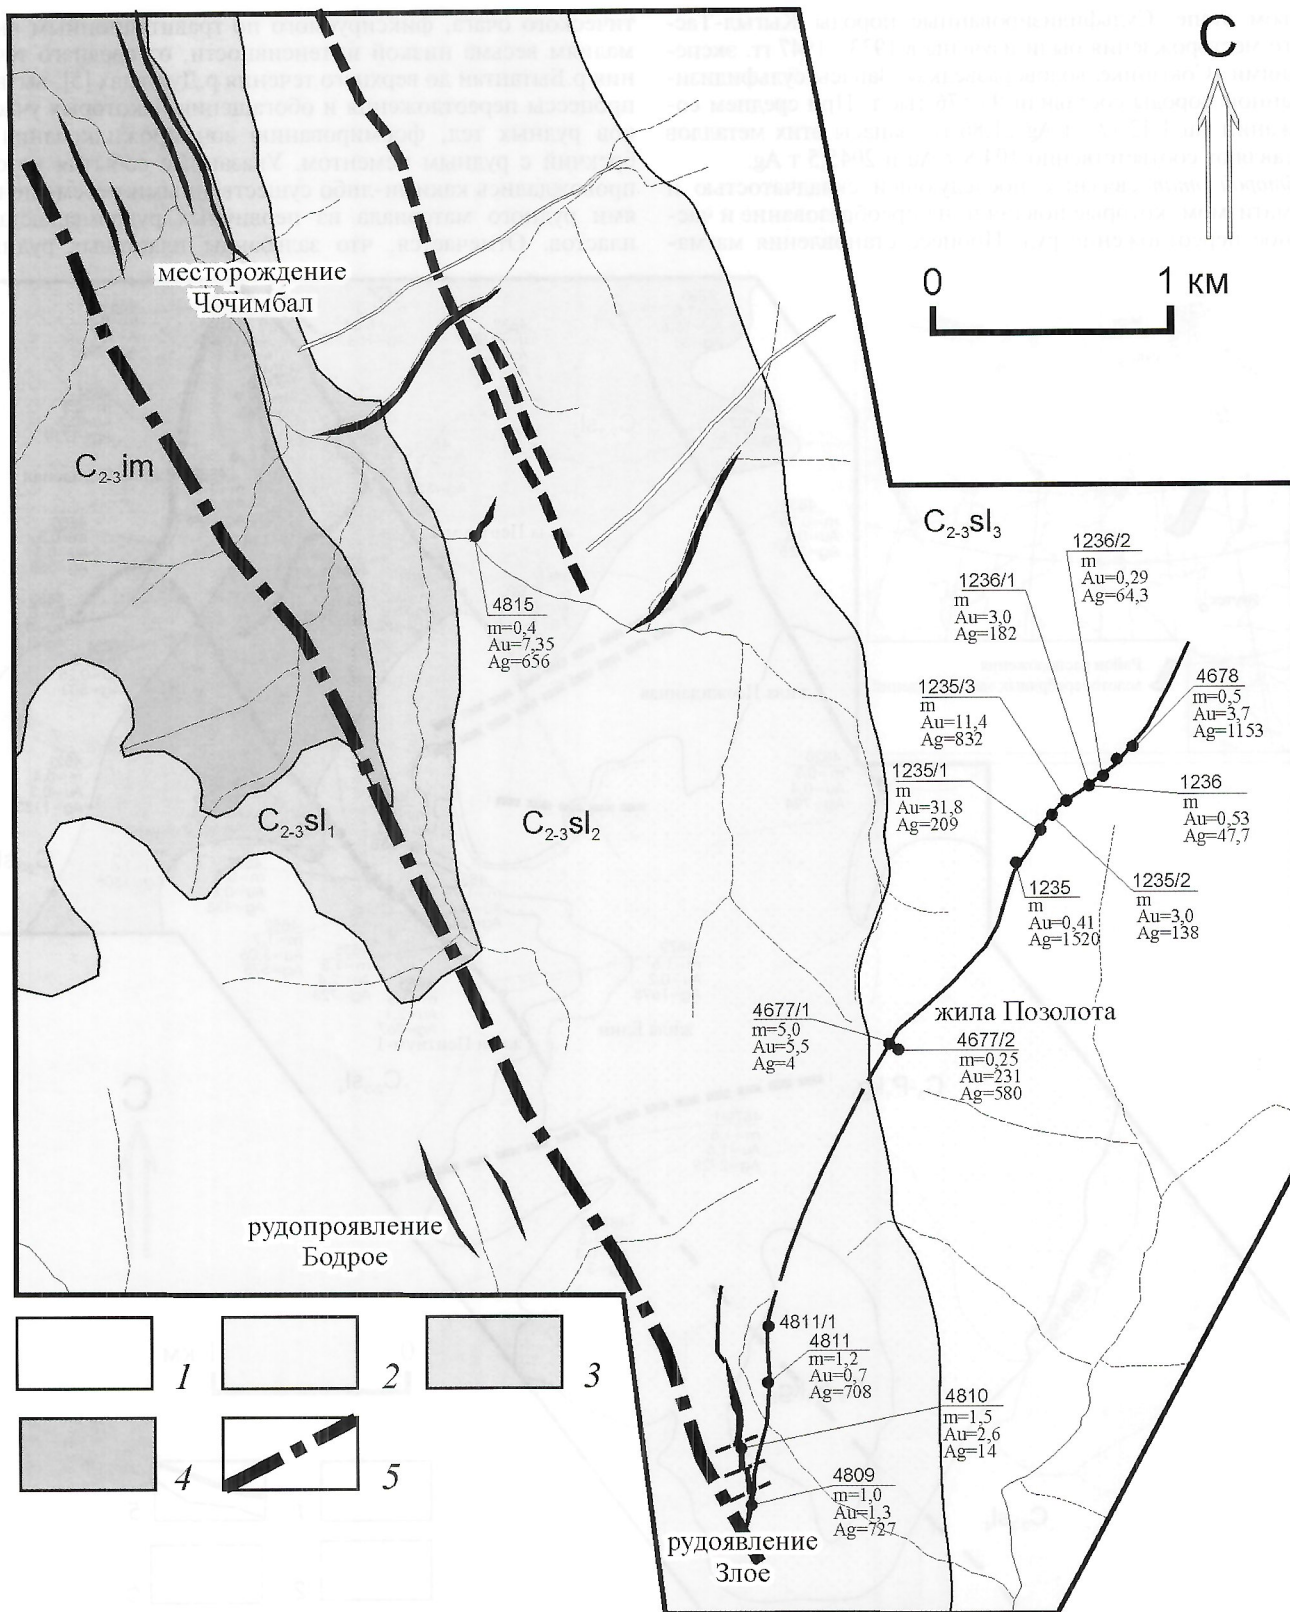 С
0 1 км
месторождение
Чочимбал
C₂₋₃im
C₂₋₃sl₃
1236/2
m
Au=0,29
Ag=64,3
1236/1
m
Au=3,0
Ag=182
4815
m=0,4
Au=7,35
Ag=656
4678
m=0,5
Au=3,7
Ag=1153
1235/3
m
Au=11,4
Ag=832
1235/1
m
Au=31,8
Ag=209
1236
m
Au=0,53
Ag=47,7
C₂₋₃sl₁
C₂₋₃sl₂
1235
Au=0,41
Ag=1520
1235/2
m
Au=3,0
Ag=138
жила Позолота
4677/1
m=5,0
Au=5,5
Ag=4
4677/2
m=0,25
Au=231
Ag=580
рудопроявление
Бодрое
4811/1
4811
m=1,2
Au=0,7
Ag=708
4810
m=1,5
Au=2,6
Ag=14
4809
m=1,0
Au=1,3
Ag=727
рудоявление
Злое
1
2
3
4
5